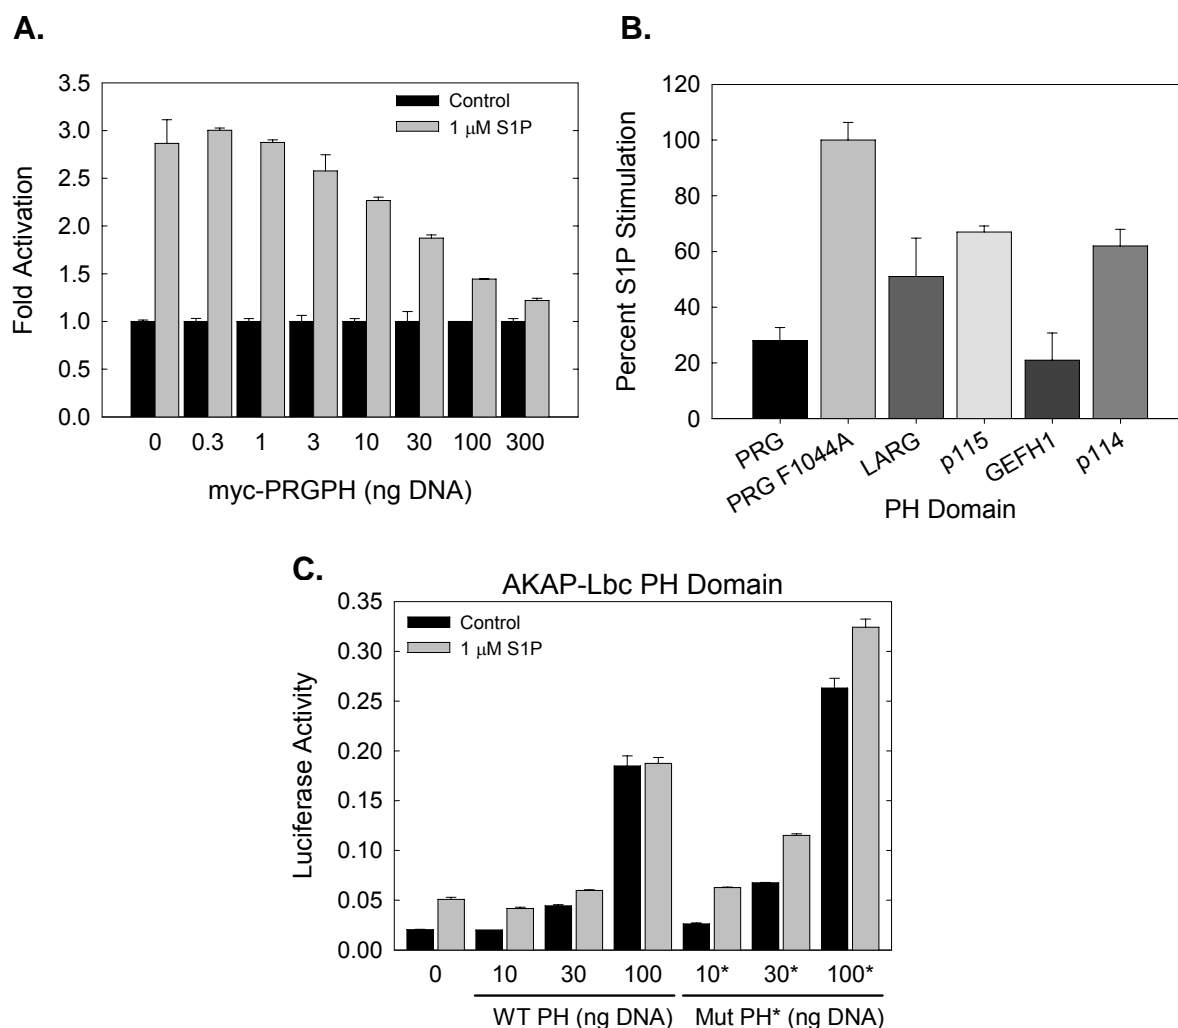 A.
Fold Activation
3.5
3.0
2.5
2.0
1.5
1.0
0.5
0.0
Control
1 μM S1P
0 0.3 1 3 10 30 100 300
myc-PRGPH (ng DNA)
B.
Percent S1P Stimulation
120
100
80
60
40
20
0
PRG
PRG F1044A
LARG
p115
GEFH1
p114
PH Domain
C.
AKAP-Lbc PH Domain
Luciferase Activity
0.35
0.30
0.25
0.20
0.15
0.10
0.05
0.00
Control
1 μM S1P
0 10 30 100 10* 30* 100*
WT PH (ng DNA) Mut PH* (ng DNA)